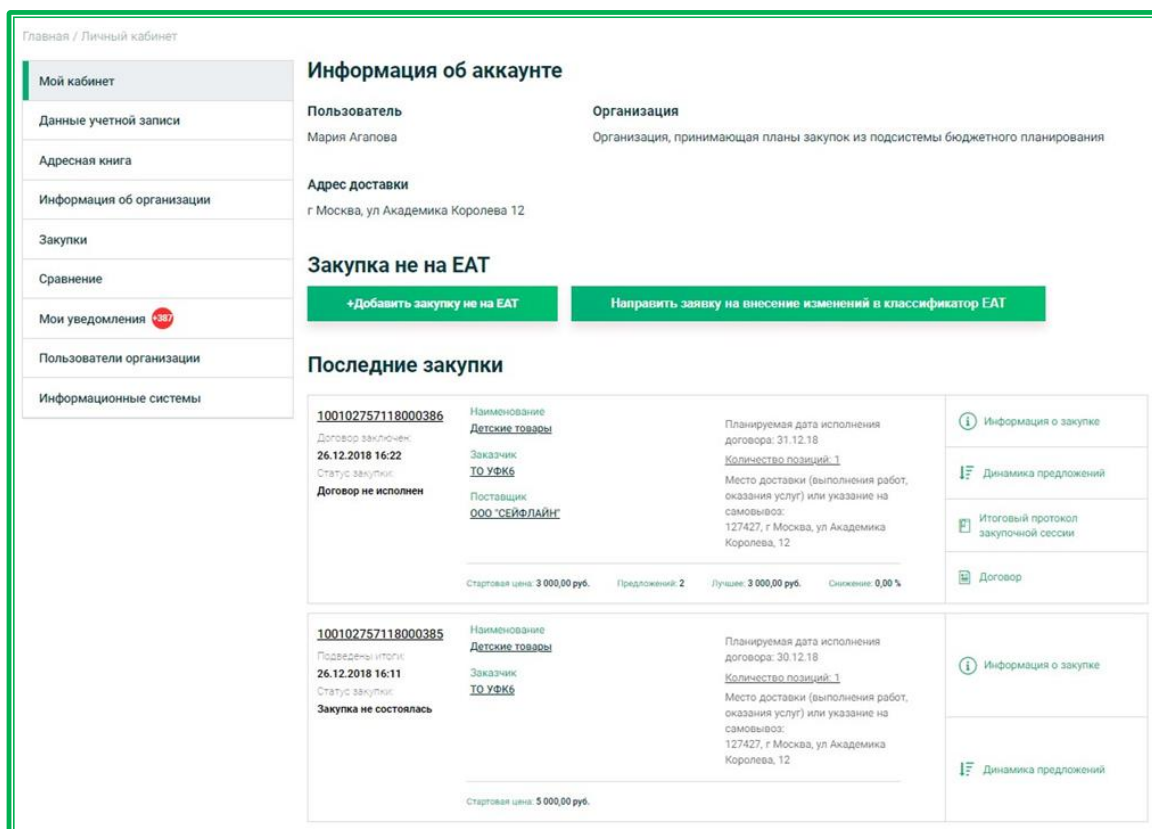 Главная / Личный кабинет
Мой кабинет
Данные учетной записи
Адресная книга
Информация об организации
Закупки
Сравнение
Мои уведомления +387
Пользователи организации
Информационные системы
Информация об аккаунте
Пользователь
Мария Агапова
Организация
Организация, принимающая планы закупок из подсистемы бюджетного планирования
Адрес доставки
г Москва, ул Академика Королева 12
Закупка не на ЕАТ
+Добавить закупку не на ЕАТ
Направить заявку на внесение изменений в классификатор ЕАТ
Последние закупки
100102757118000386
Договор заключен:
26.12.2018 16:22
Статус закупки:
Договор не исполнен
Наименование
Детские товары
Заказчик
ТО УФК6
Поставщик
ООО "СЕЙФЛАЙН"
Планируемая дата исполнения
договора: 31.12.18
Количество позиций: 1
Место доставки (выполнения работ,
оказания услуг) или указание на
самовывоз:
127427, г Москва, ул Академика
Королева, 12
Стартовая цена: 3 000,00 руб.
Предложений: 2
Лучшее: 3 000,00 руб.
Снижение: 0,00 %
Информация о закупке
Динамика предложений
Итоговый протокол
закупочной сессии
Договор
100102757118000385
Подведены итоги:
26.12.2018 16:11
Статус закупки:
Закупка не состоялась
Наименование
Детские товары
Заказчик
ТО УФК6
Планируемая дата исполнения
договора: 30.12.18
Количество позиций: 1
Место доставки (выполнения работ,
оказания услуг) или указание на
самовывоз:
127427, г Москва, ул Академика
Королева, 12
Стартовая цена: 5 000,00 руб.
Информация о закупке
Динамика предложений